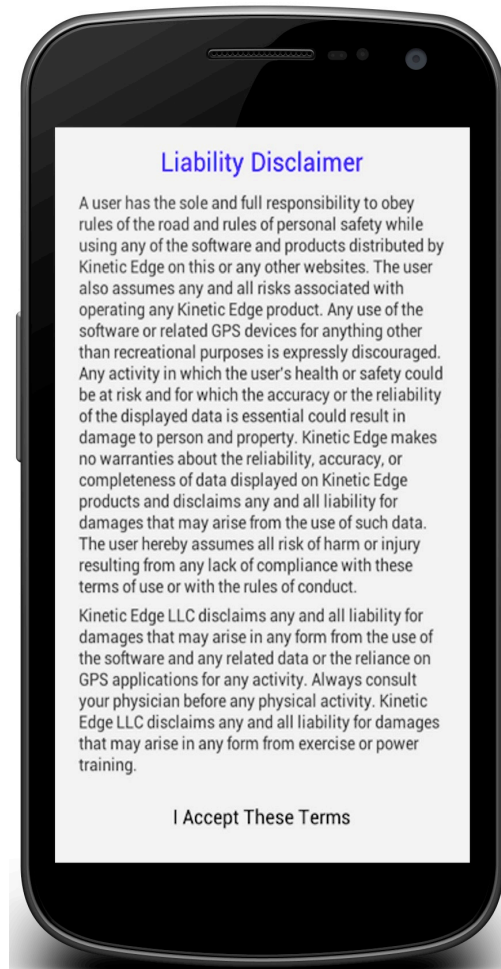 Liability Disclaimer
A user has the sole and full responsibility to obey
rules of the road and rules of personal safety while
using any of the software and products distributed by
Kinetic Edge on this or any other websites. The user
also assumes any and all risks associated with
operating any Kinetic Edge product. Any use of the
software or related GPS devices for anything other
than recreational purposes is expressly discouraged.
Any activity in which the user's health or safety could
be at risk and for which the accuracy or the reliability
of the displayed data is essential could result in
damage to person and property. Kinetic Edge makes
no warranties about the reliability, accuracy, or
completeness of data displayed on Kinetic Edge
products and disclaims any and all liability for
damages that may arise from the use of such data.
The user hereby assumes all risk of harm or injury
resulting from any lack of compliance with these
terms of use or with the rules of conduct.
Kinetic Edge LLC disclaims any and all liability for
damages that may arise in any form from the use of
the software and any related data or the reliance on
GPS applications for any activity. Always consult
your physician before any physical activity. Kinetic
Edge LLC disclaims any and all liability for damages
that may arise in any form from exercise or power
training.
I Accept These Terms